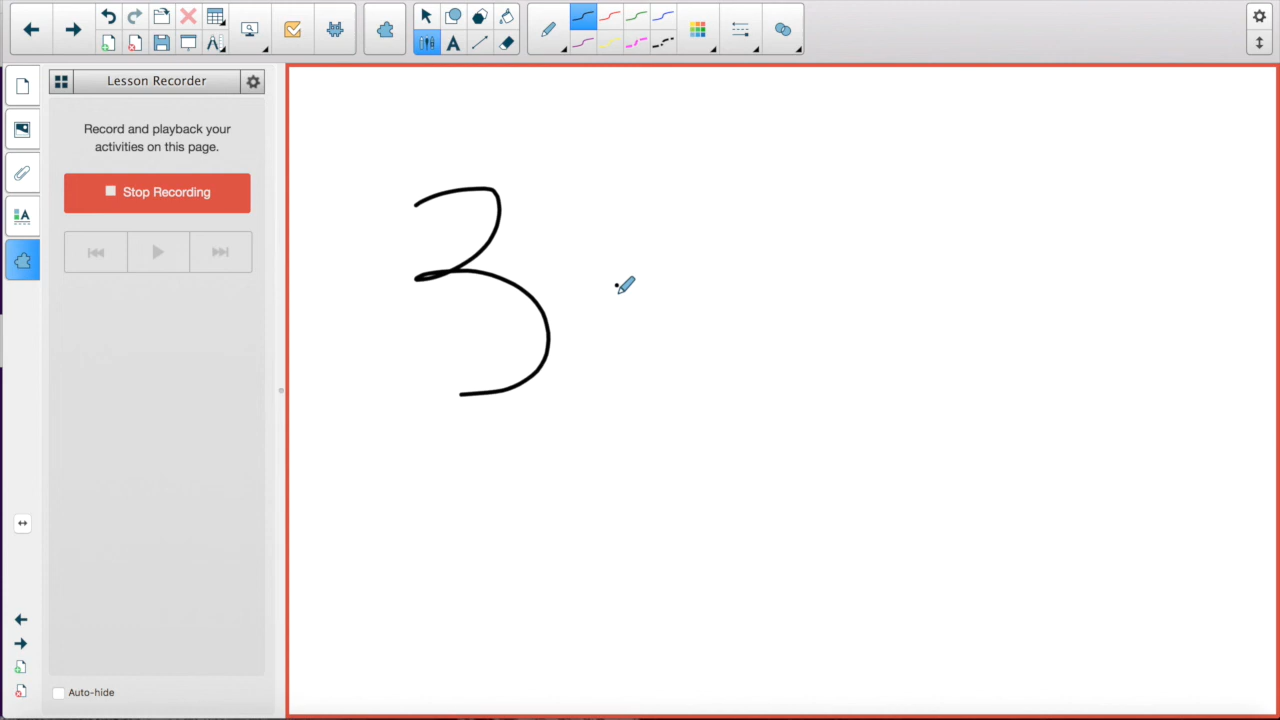 Lesson Recorder
Record and playback your
activities on this page.
Stop Recording
3
Auto-hide